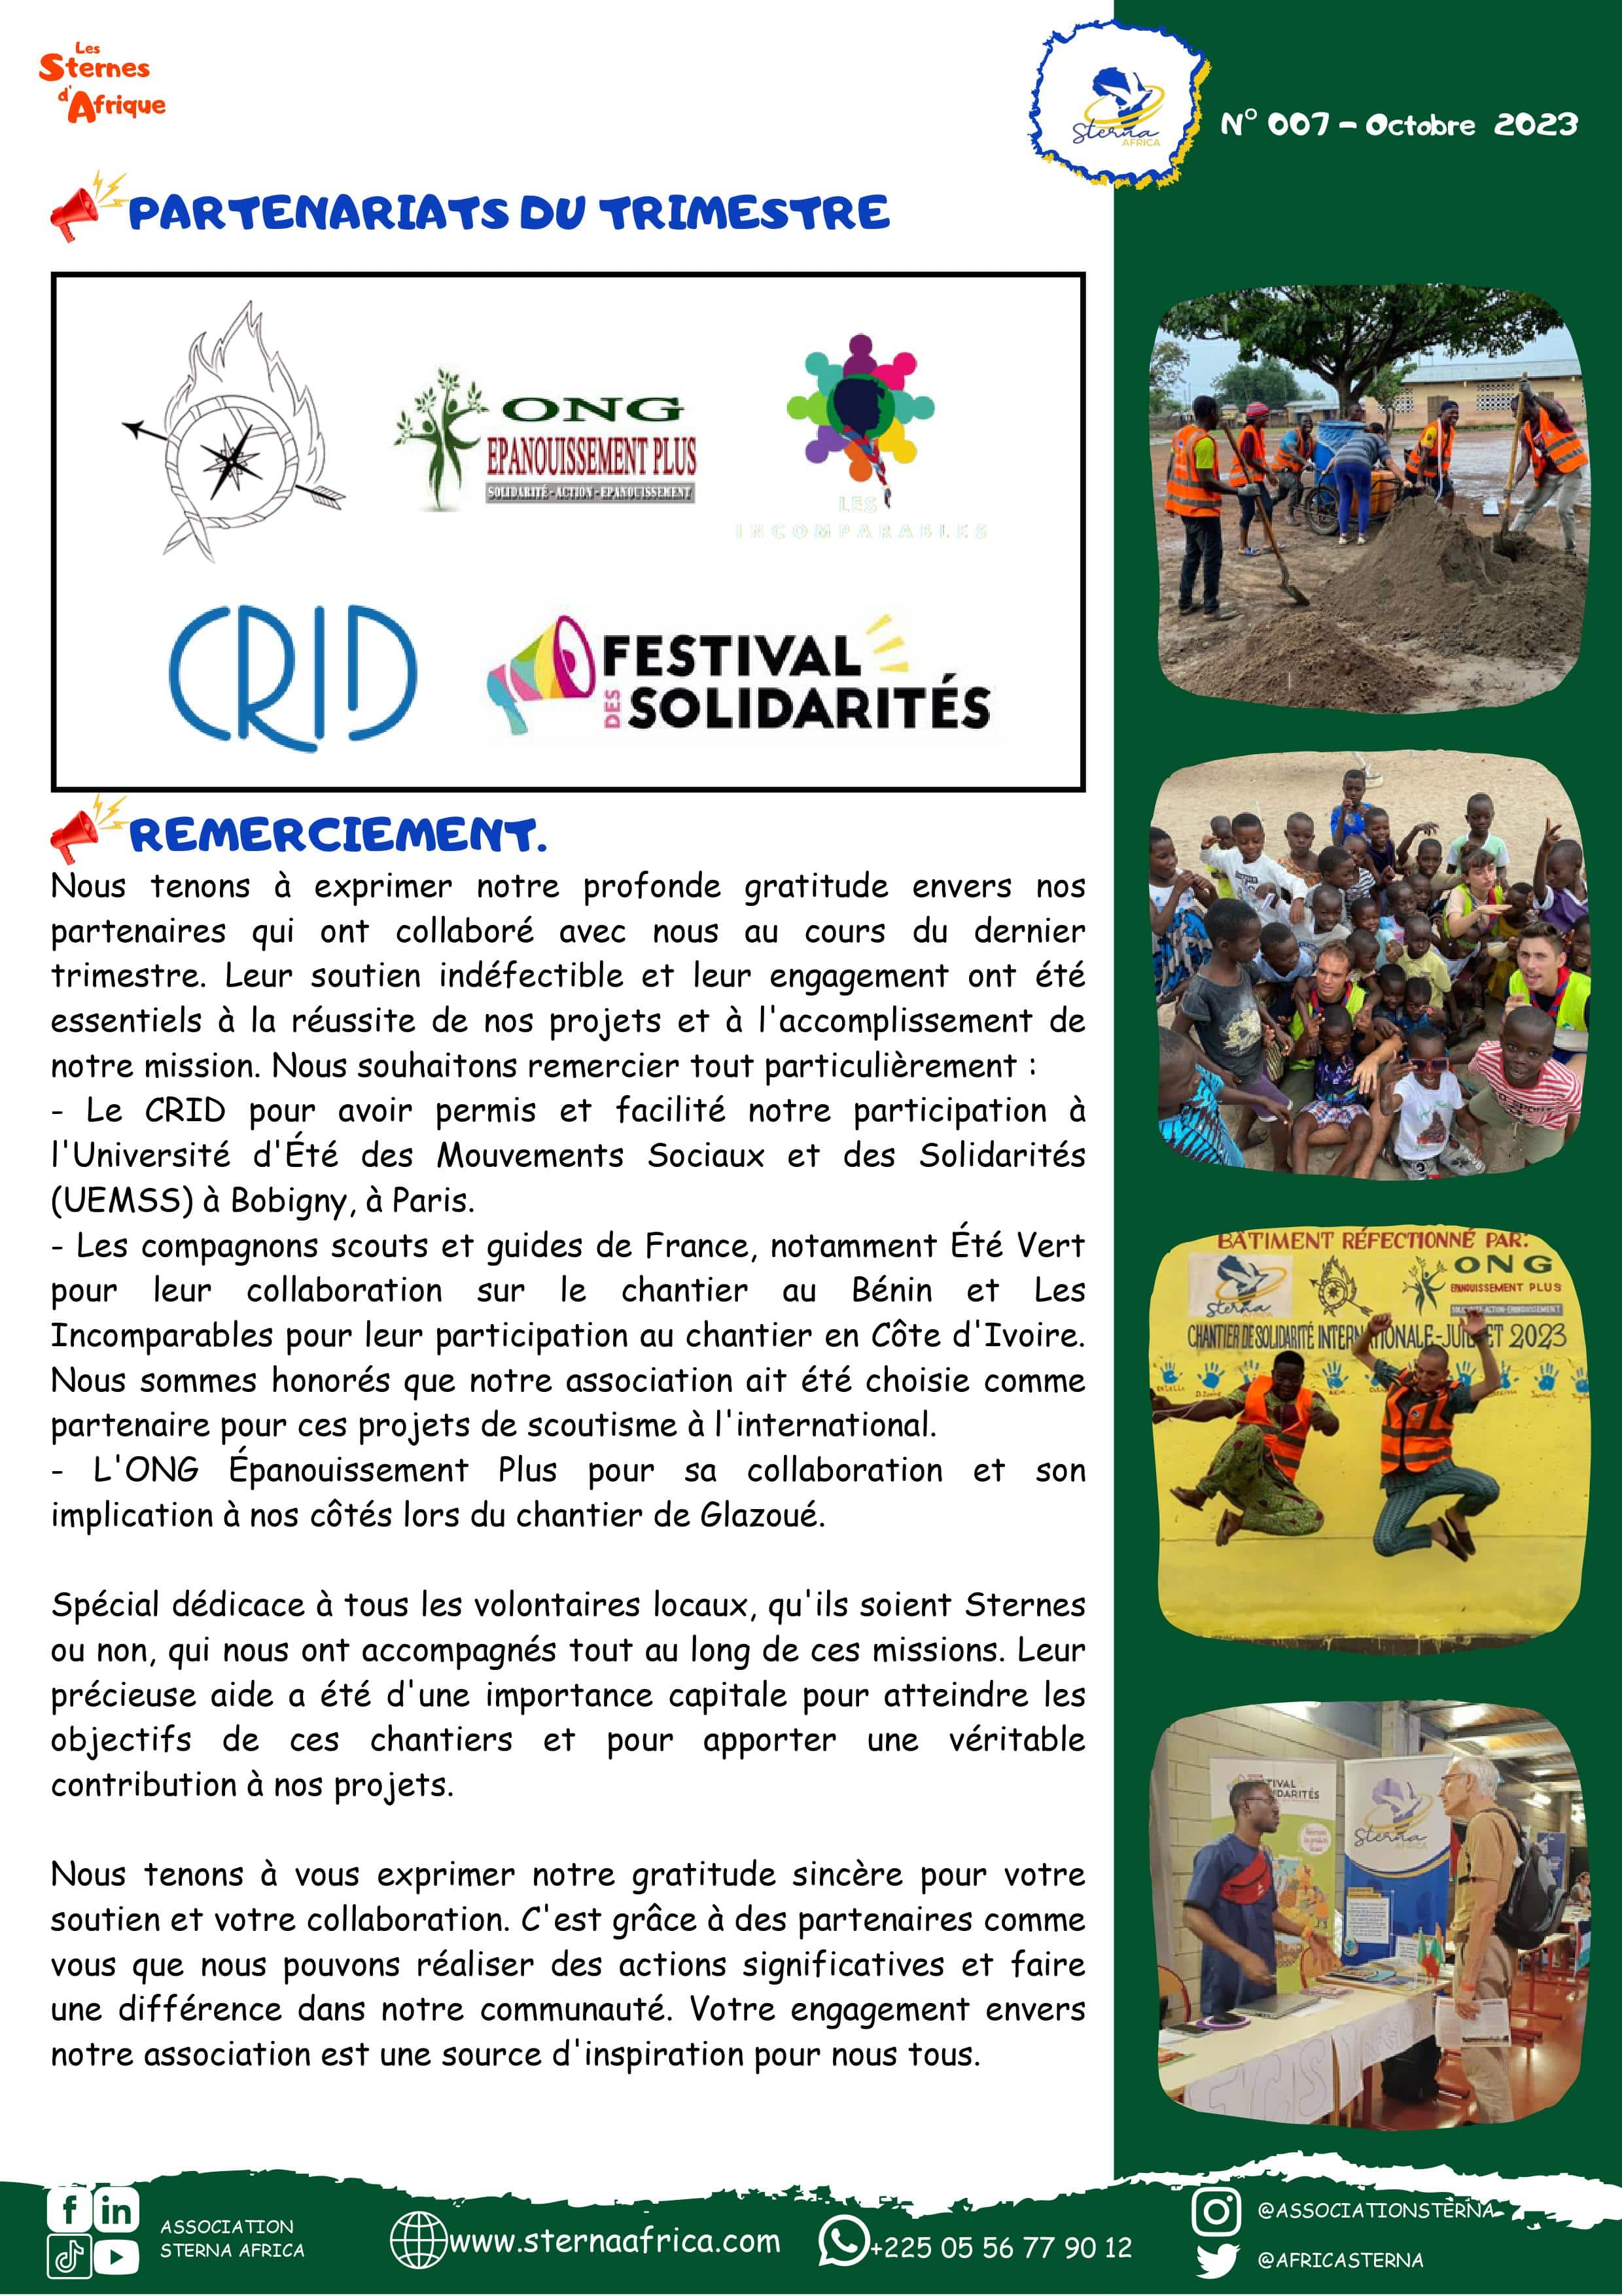 Les
Sternes
d'Afrique
Sterna
AFRICA
N° 007 - Octobre 2023
PARTENARIATS DU TRIMESTRE
ONG
EPANOUISSEMENT PLUS
SOLIDARITÉ - ACTION - EPANOUISSEMENT
LES
INCOMPARABLES
CRID
FESTIVAL
DES SOLIDARITÉS
REMERCIEMENT.
Nous tenons à exprimer notre profonde gratitude envers nos
partenaires qui ont collaboré avec nous au cours du dernier
trimestre. Leur soutien indéfectible et leur engagement ont été
essentiels à la réussite de nos projets et à l'accomplissement de
notre mission. Nous souhaitons remercier tout particulièrement :
- Le CRID pour avoir permis et facilité notre participation à
l'Université d'Été des Mouvements Sociaux et des Solidarités
(UEMSS) à Bobigny, à Paris.
- Les compagnons scouts et guides de France, notamment Été Vert
pour leur collaboration sur le chantier au Bénin et Les
Incomparables pour leur participation au chantier en Côte d'Ivoire.
Nous sommes honorés que notre association ait été choisie comme
partenaire pour ces projets de scoutisme à l'international.
- L'ONG Épanouissement Plus pour sa collaboration et son
implication à nos côtés lors du chantier de Glazoué.
Spécial dédicace à tous les volontaires locaux, qu'ils soient Sternes
ou non, qui nous ont accompagnés tout au long de ces missions. Leur
précieuse aide a été d'une importance capitale pour atteindre les
objectifs de ces chantiers et pour apporter une véritable
contribution à nos projets.
Nous tenons à vous exprimer notre gratitude sincère pour votre
soutien et votre collaboration. C'est grâce à des partenaires comme
vous que nous pouvons réaliser des actions significatives et faire
une différence dans notre communauté. Votre engagement envers
notre association est une source d'inspiration pour nous tous.
BÂTIMENT RÉFECTIONNÉ PAR:
Sterna
ONG
EPANOUISSEMENT PLUS
SOLIDARITÉ-ACTION-EPANOUISSEMENT
CHANTIER DE SOLIDARITÉ INTERNATIONALE-JUILLET 2023
Sterna
AFRICA
ASSOCIATION
STERNA AFRICA
www.sternaafrica.com
+225 05 56 77 90 12
@ASSOCIATIONSTERNA
@AFRICASTERNA